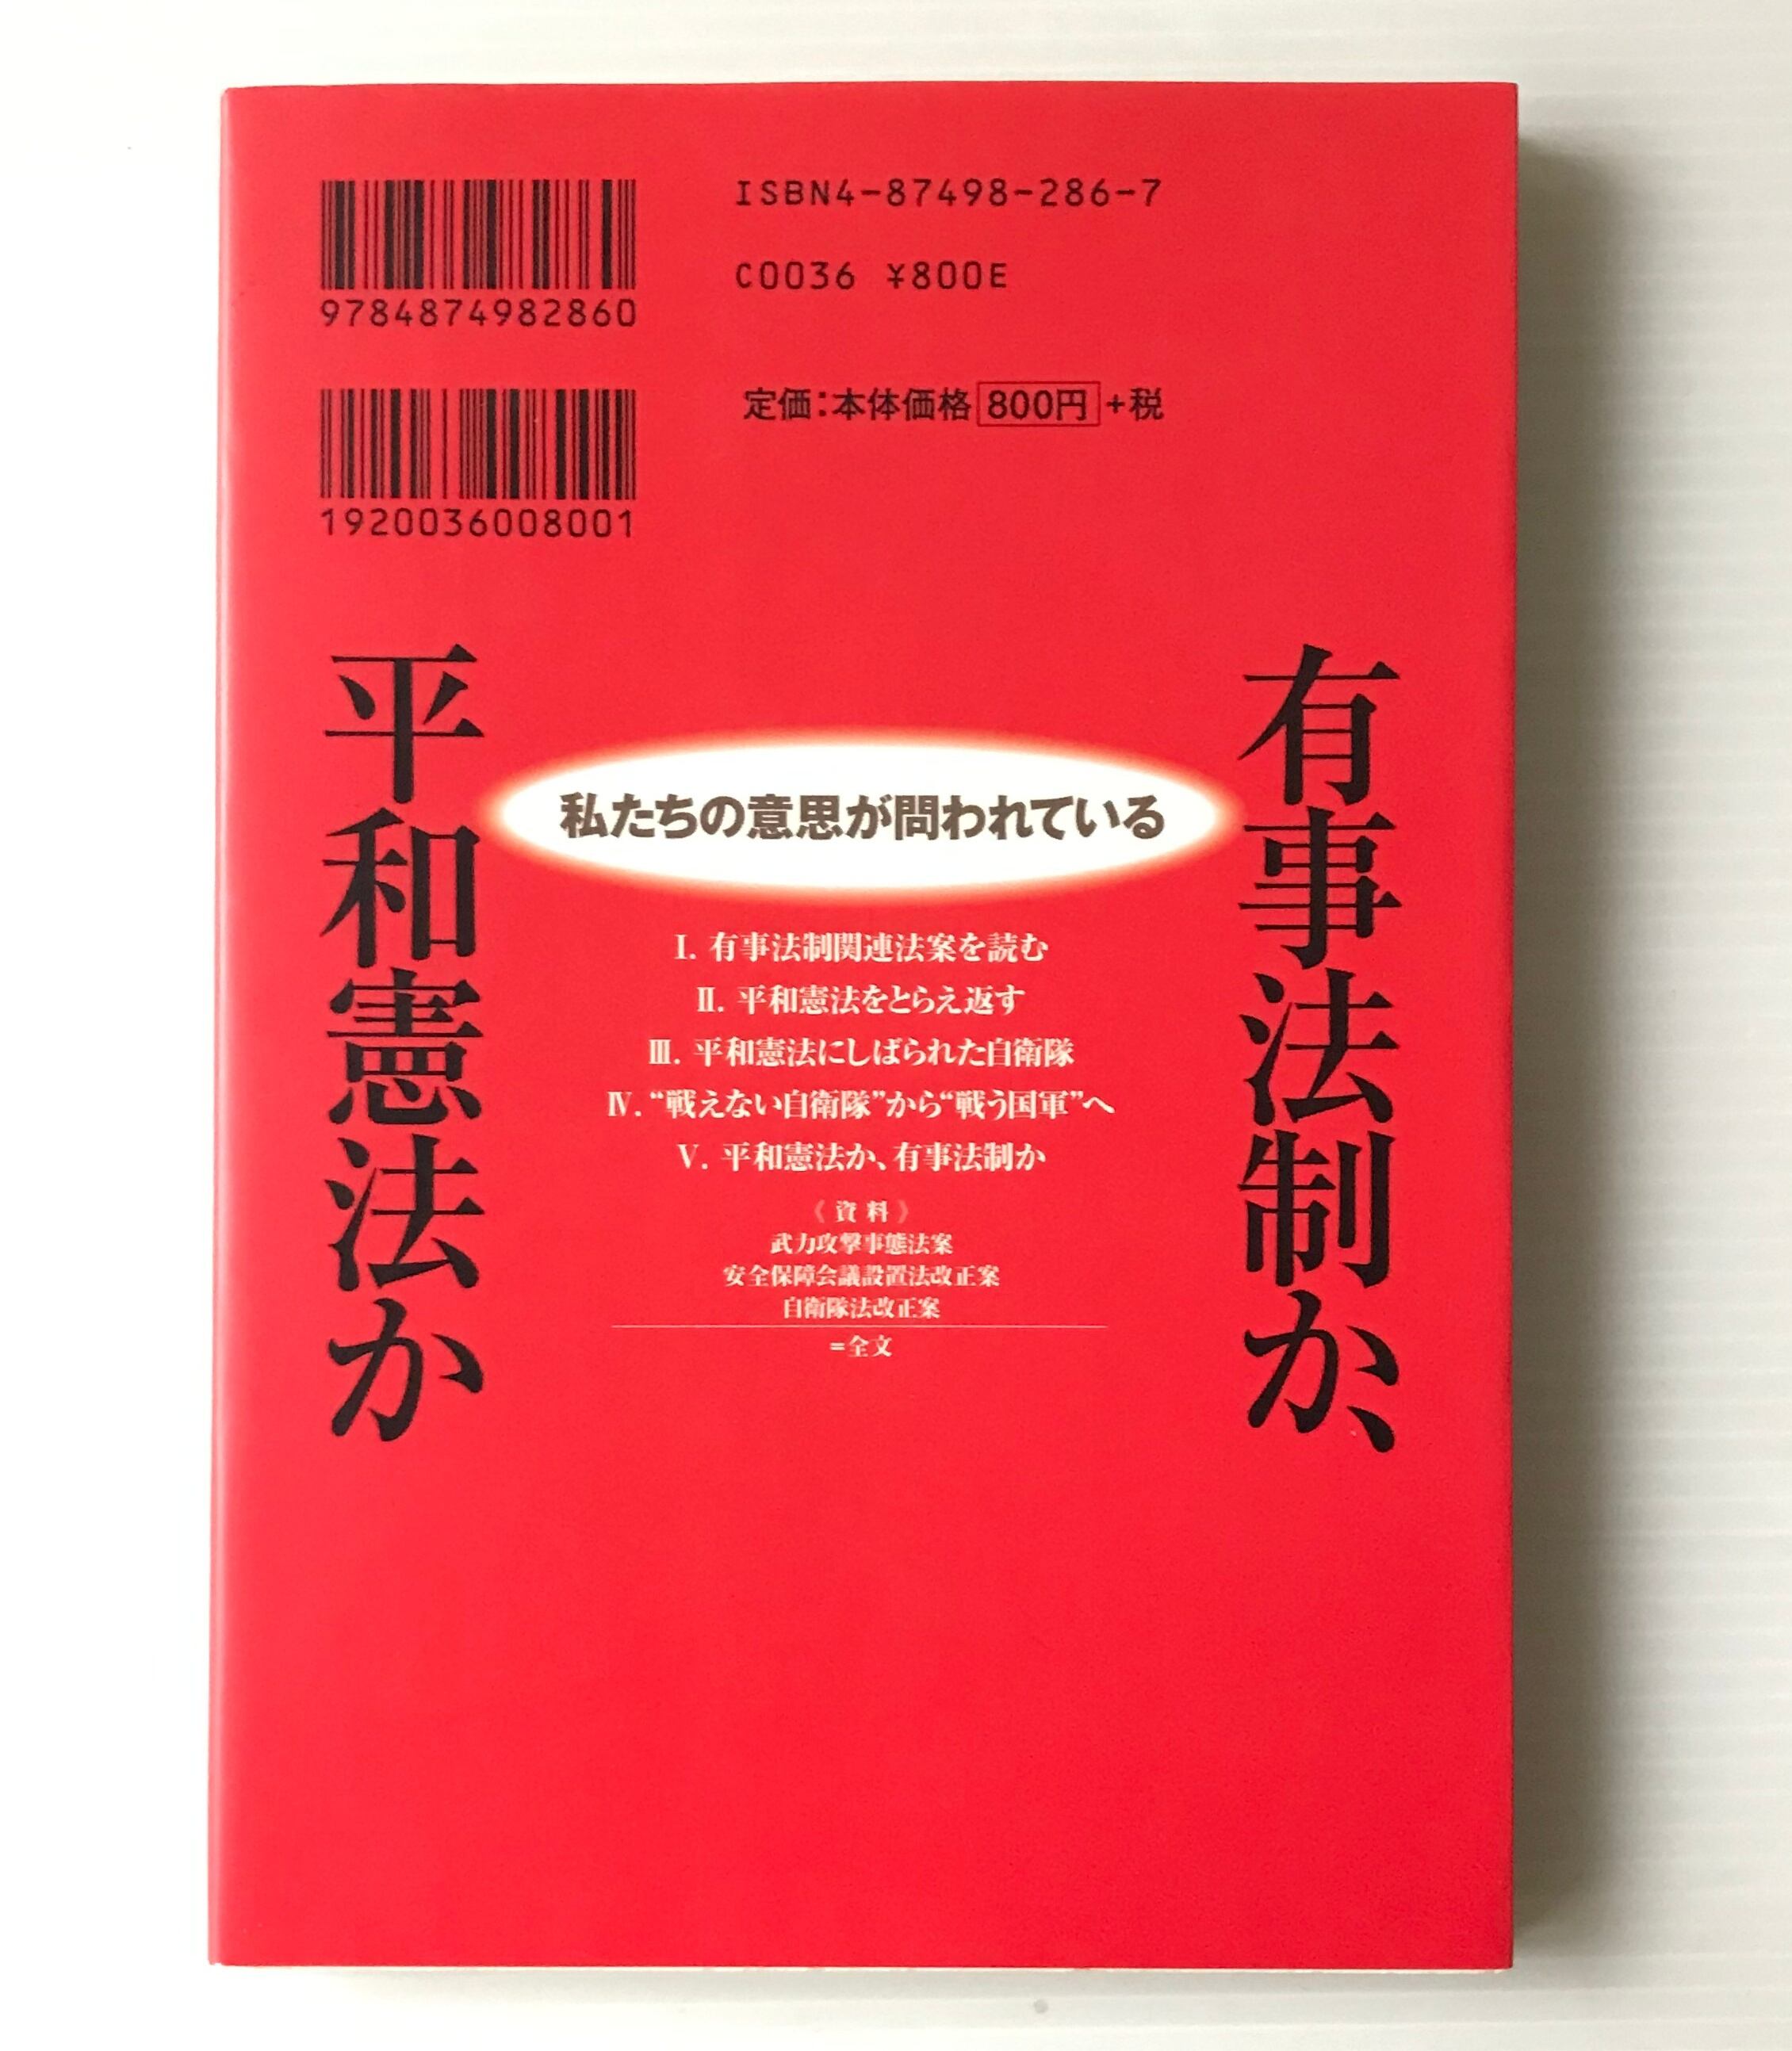 9784874982860
1920036008001
ISBN4-87498-286-7
C0036 ¥800E
定価：本体価格 800円 +税
有事法制か、
平和憲法か
私たちの意思が問われている
Ⅰ. 有事法制関連法案を読む
Ⅱ. 平和憲法をとらえ返す
Ⅲ. 平和憲法にしばられた自衛隊
Ⅳ. “戦えない自衛隊”から“戦う国軍”へ
Ⅴ. 平和憲法か、有事法制か
《 資 料 》
武力攻撃事態法案
安全保障会議設置法改正案
自衛隊法改正案
=全文